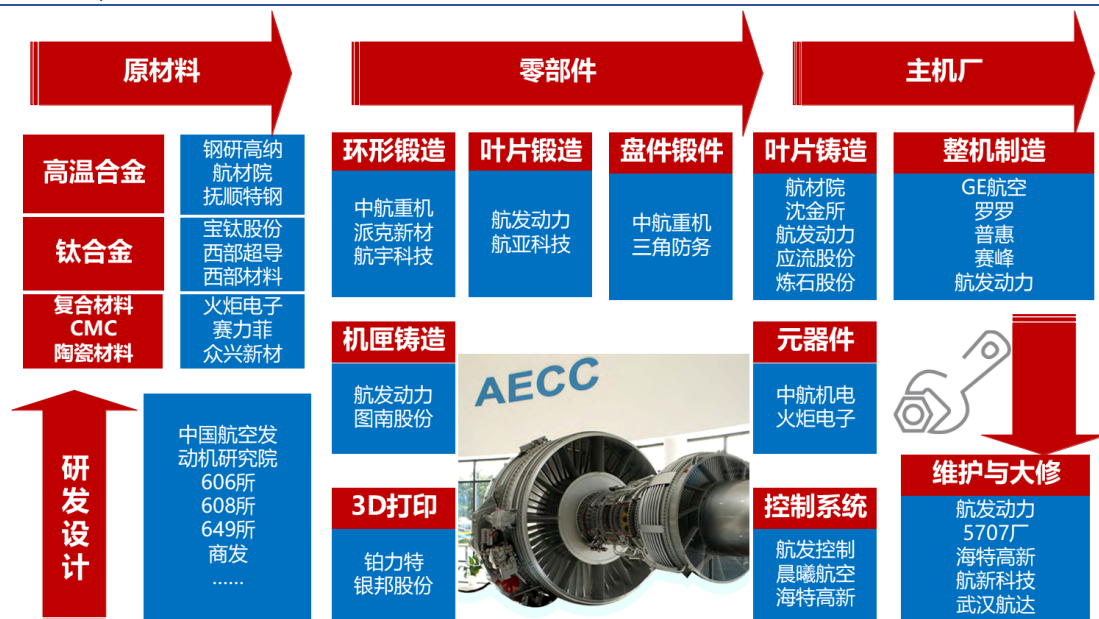 原材料
零部件
主机厂
高温合金
钢研高纳
航材院
抚顺特钢
钛合金
宝钛股份
西部超导
西部材料
复合材料
CMC
陶瓷材料
火炬电子
赛力菲
众兴新材
环形锻造
中航重机
派克新材
航宇科技
叶片锻造
航发动力
航亚科技
盘件锻件
中航重机
三角防务
叶片铸造
航材院
沈金所
航发动力
应流股份
炼石股份
整机制造
GE航空
罗罗
普惠
赛峰
航发动力
研发设计
中国航空发
动机研究院
606所
608所
649所
商发
......
机匣铸造
航发动力
图南股份
AECC
元器件
中航机电
火炬电子
3D打印
铂力特
银邦股份
控制系统
航发控制
晨曦航空
海特高新
维护与大修
航发动力
5707厂
海特高新
航新科技
武汉航达